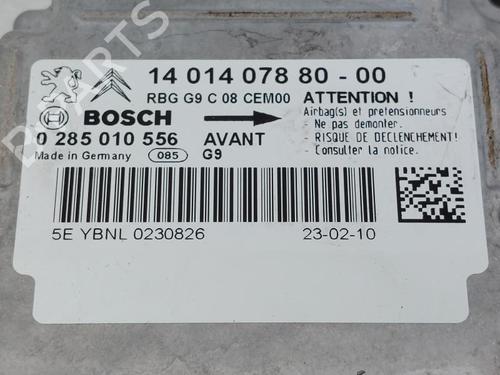 14 014 078 80 - 00
RBG G9 C 08 CEM00
ATTENTION !
BOSCH
Airbag(s) et pretensionneurs
- Ne pas demonter.
0 285 010 556
AVANT
- RISQUE DE DECLENCHEMENT!
Made in Germany
085
G9
- Consulter la notice.
5E YBNL 0230826
23-02-10